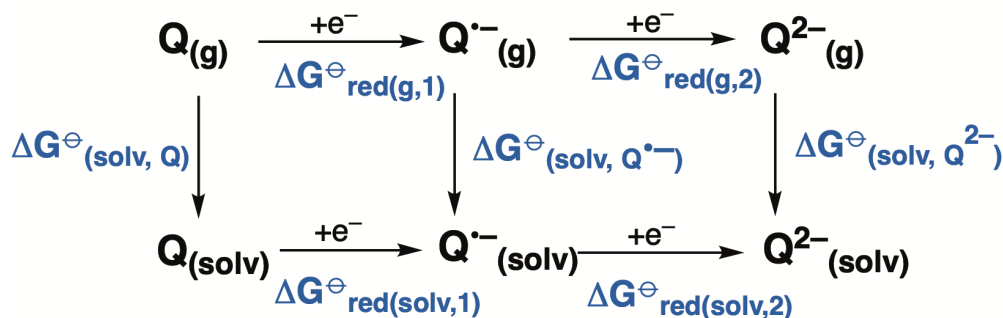 Q(g) +e– Q•–(g) +e– Q2–(g)
ΔG⊖red(g,1) ΔG⊖red(g,2)
ΔG⊖(solv, Q) ΔG⊖(solv, Q•–) ΔG⊖(solv, Q2–)
Q(solv) +e– Q•–(solv) +e– Q2–(solv)
ΔG⊖red(solv,1) ΔG⊖red(solv,2)